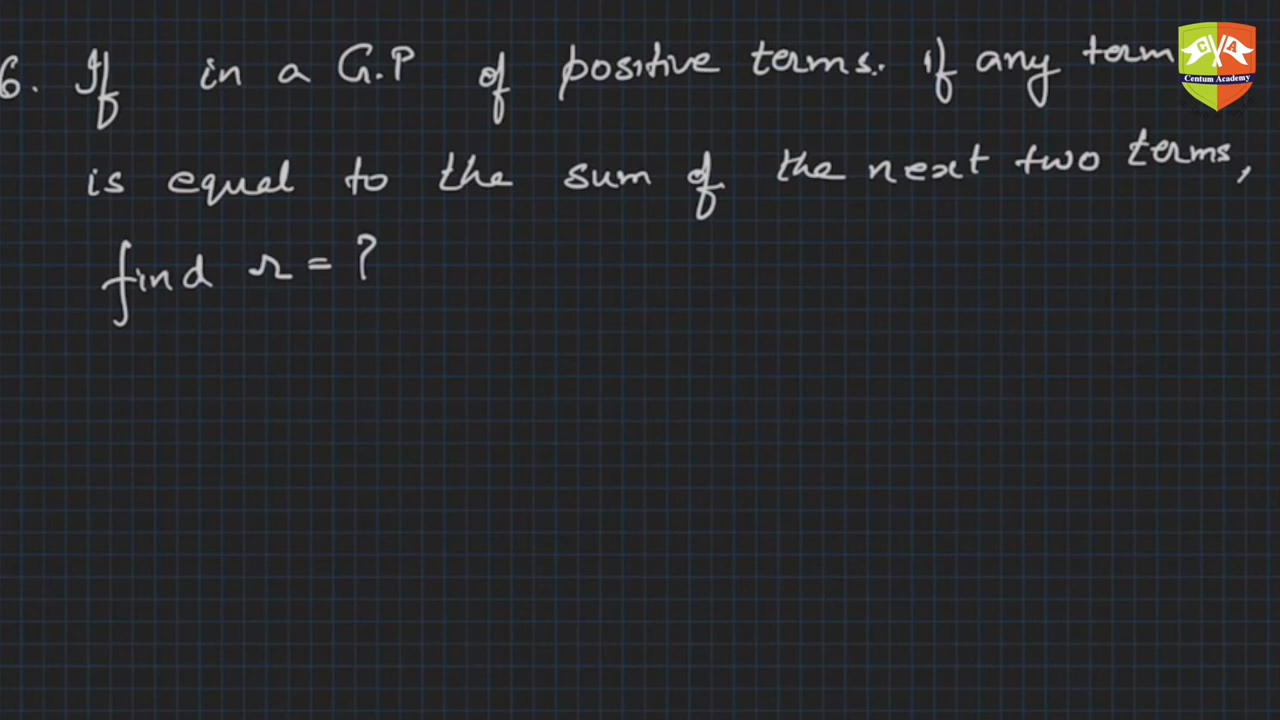 6. If in a G.P of positive terms. if any term
is equal to the sum of the next two terms,
find r = ?
C A
Centum Academy